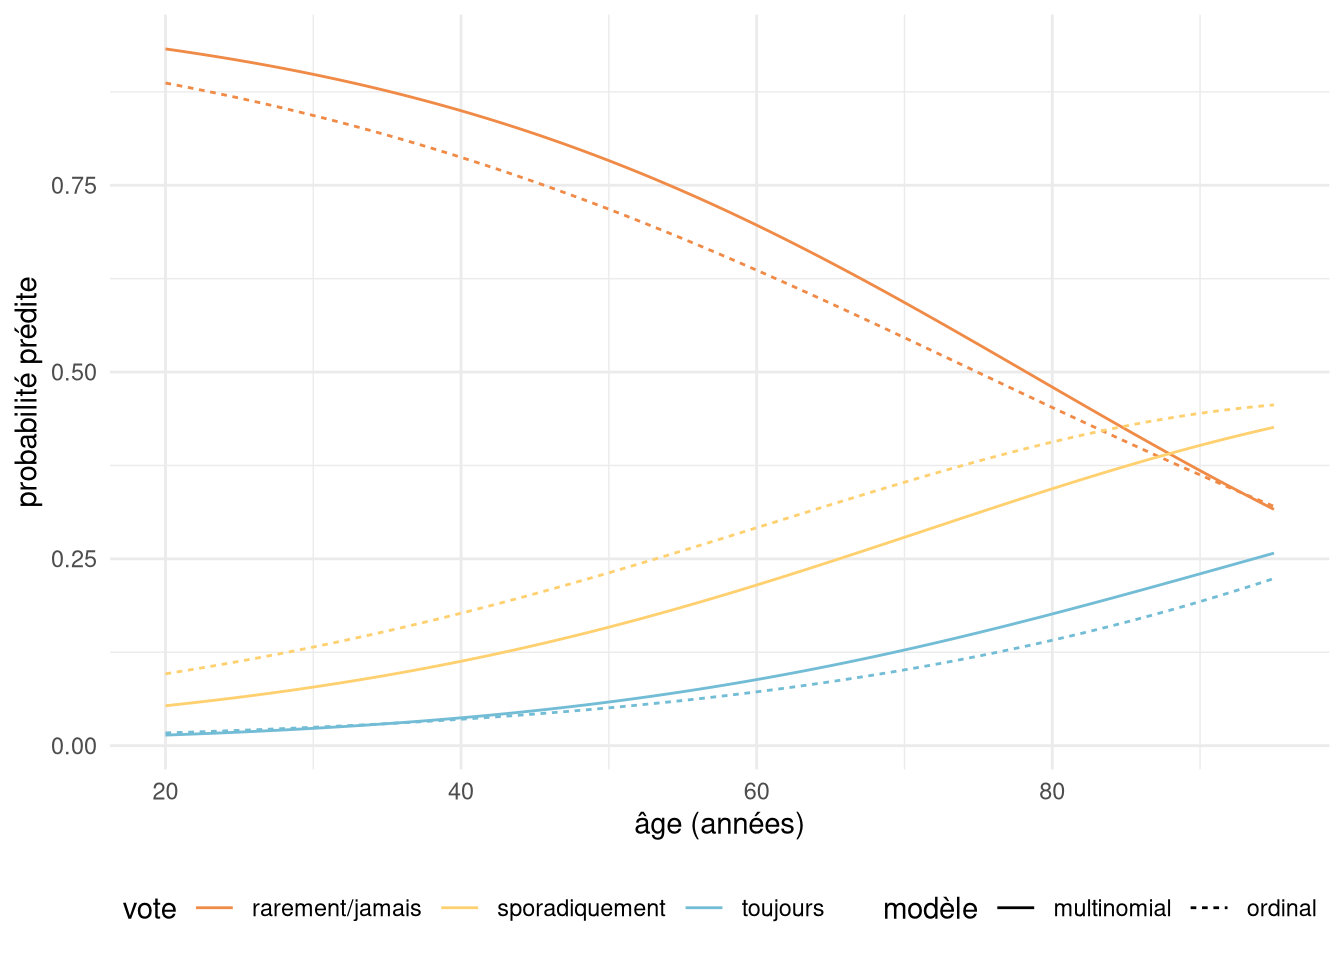 probabilité prédite
0.75
0.50
0.25
0.00
20 40 60 80
âge (années)
vote rarement/jamais sporadiquement toujours modèle multinomial ordinal